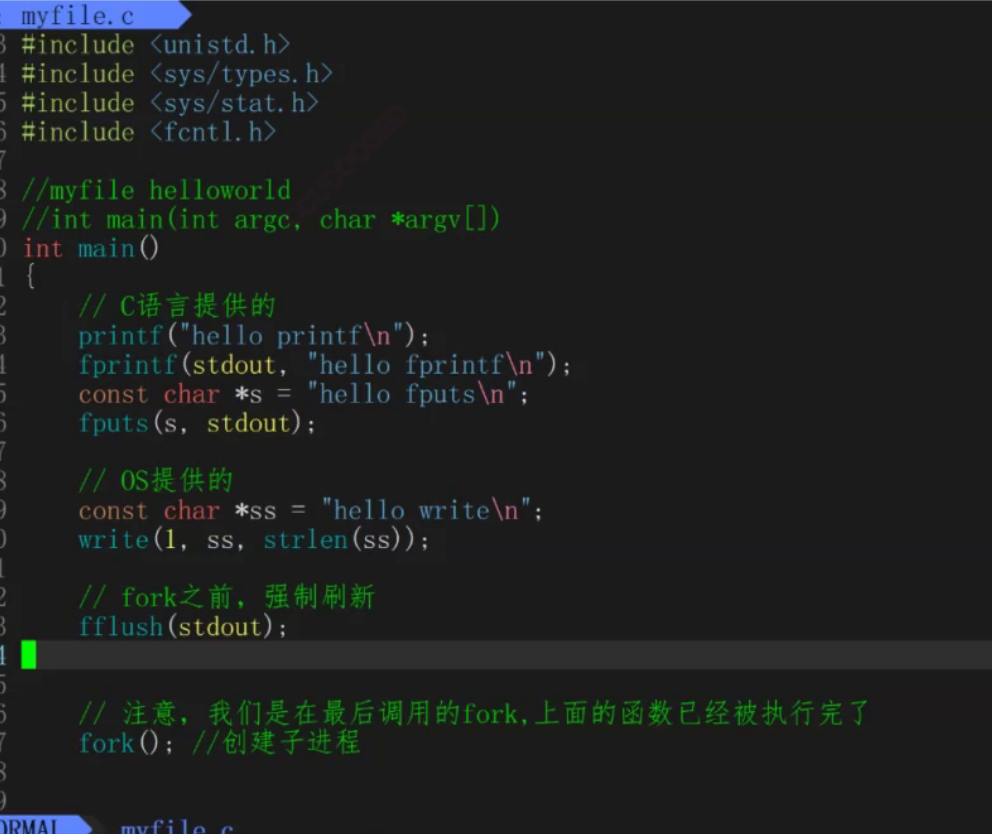 myfile.c
3 #include <unistd.h>
4 #include <sys/types.h>
5 #include <sys/stat.h>
6 #include <fcntl.h>
7
8 //myfile helloworld
9 //int main(int argc, char *argv[])
0 int main()
1 {
2     // C语言提供的
3     printf("hello printf\n");
4     fprintf(stdout, "hello fprintf\n");
5     const char *s = "hello fputs\n";
6     fputs(s, stdout);
7
8     // OS提供的
9     const char *ss = "hello write\n";
0     write(1, ss, strlen(ss));
1
2     // fork之前, 强制刷新
3     fflush(stdout);
4
5
6     // 注意, 我们是在最后调用的fork,上面的函数已经被执行完了
7     fork(); //创建子进程
8
9
ORMAL myfile.c